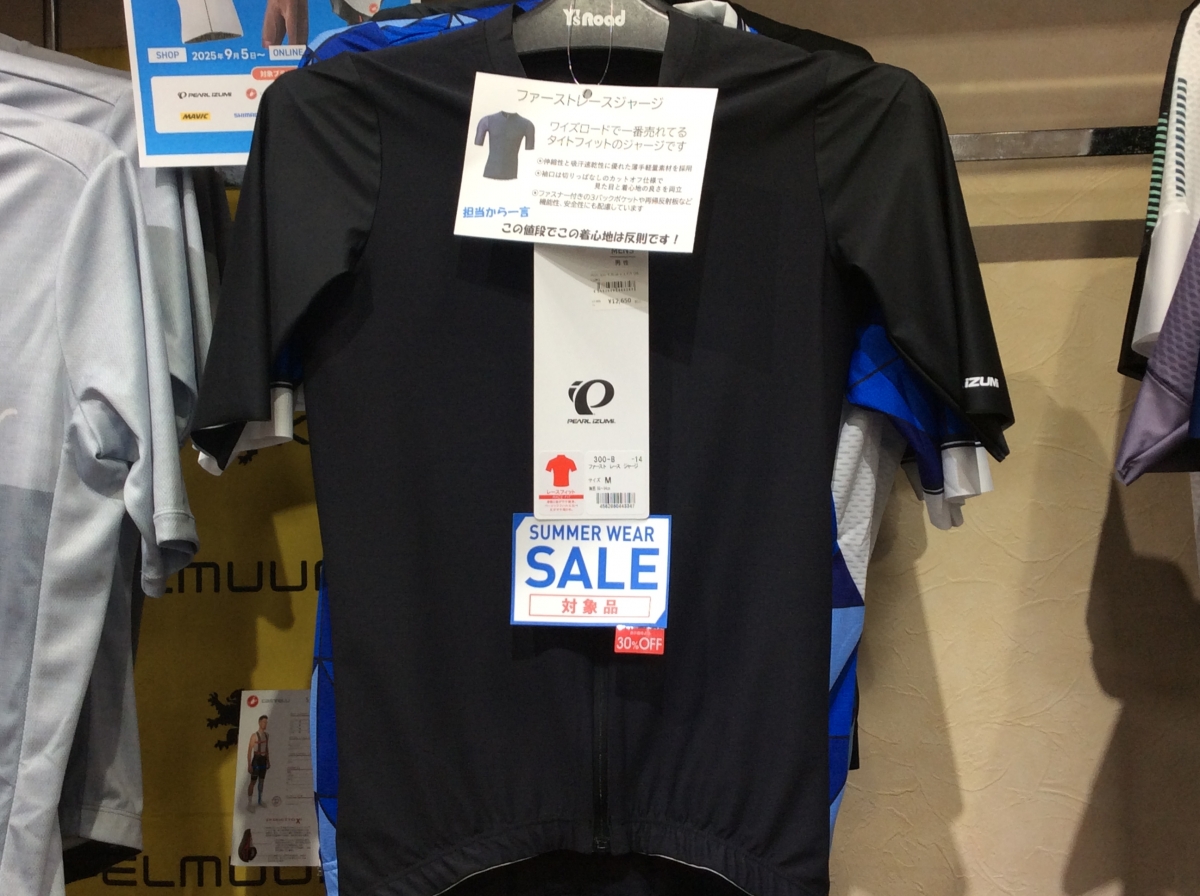 Y's Road
SHOP 2025年9月5日~ ONLINE
PEARL iZUMi
MAVIC
ファーストレースジャージ
ワイズロードで一番売れてる
タイトフィットのジャージです
伸縮性と吸汗速乾性に優れた薄手軽量素材を採用
袖口は切りっぱなしのカットオフ仕様で
見た目と着心地の良さを両立
ファスナー付きの3バックポケットや両横反射板など
機能性、安全性にも配慮しています
担当から一言
この値段でこの着心地は反則です!
MENS
¥12,650
IZUM
PEARL iZUMi
300-B -14
ファースト レース ジャージ
サイズ M
レースフィット
SUMMER WEAR
SALE
対象品
30%OFF
ELMUUR
ELMUUR